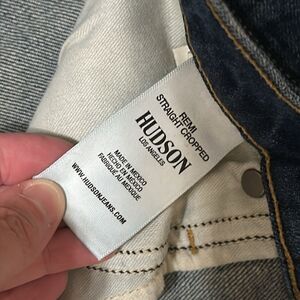 REMI
STRAIGHT CROPPED
HUDSON
LOS ANGELES
MADE IN MEXICO
HECHO EN MEXICO
FABRIQUÉ AU MEXIQUE
WWW.HUDSONJEANS.COM